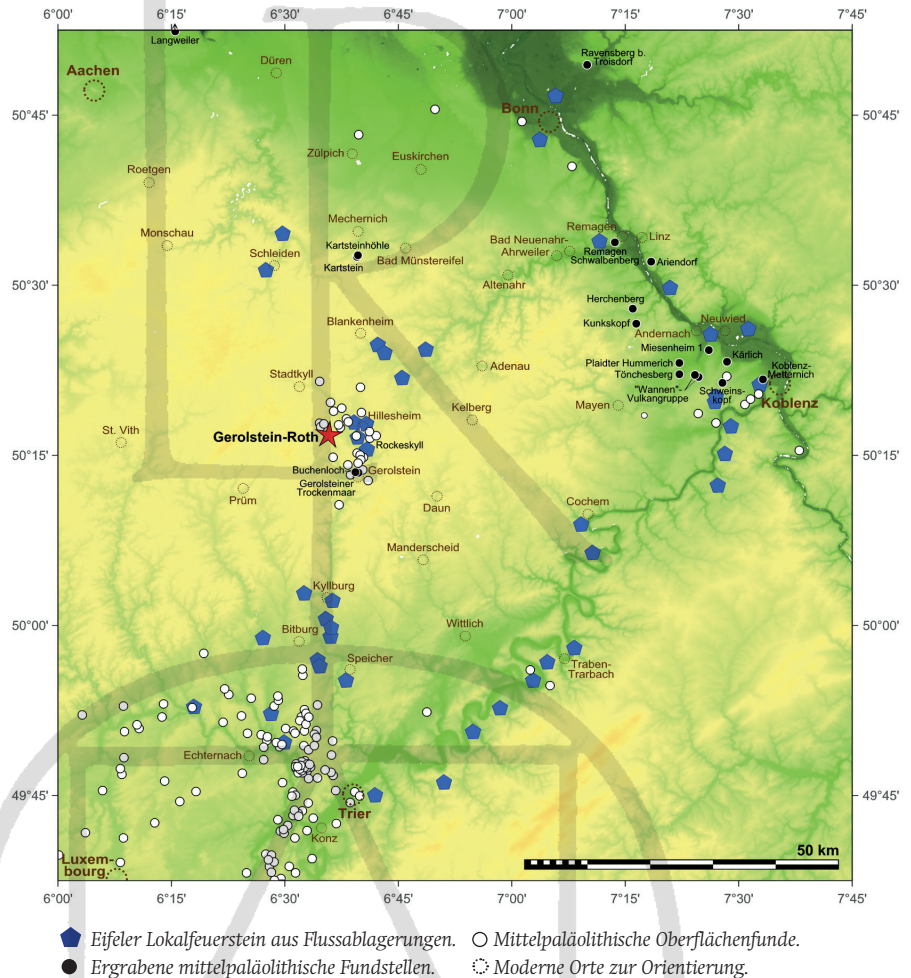 6°00' 6°15' 6°30' 6°45' 7°00' 7°15' 7°30' 7°45'
Langweiler
Ravensberg b.
Troisdorf
Düren
Aachen
Bonn
50°45' 50°45'
Zülpich
Euskirchen
Roetgen
Mechernich
Monschau
Remagen
Linz
Kartsteinhöhle
Bad Neuenahr-
Ahrweiler
Remagen
Schwalbenberg
Schleiden
Kartstein
Bad Münstereifel
Ariendorf
Altenahr
50°30' 50°30'
Herchenberg
Blankenheim
Kunkskopf
Neuwied
Andernach
Miesenheim 1
Kärlich
Plaidter Hummerich
Koblenz-
Metternich
Adenau
Stadtkyll
Tönchesberg
"Wannen"-
Vulkangruppe
Schweins-
kopf
Koblenz
Kelberg
Mayen
Hillesheim
St. Vith
Gerolstein-Roth
Rockeskyll
50°15' 50°15'
Buchenloch
Gerolstein
Gerolsteiner
Trockenmaar
Prüm
Daun
Cochem
Manderscheid
Kyllburg
50°00' 50°00'
Bitburg
Wittlich
Speicher
Traben-
Trarbach
Echternach
49°45' 49°45'
Trier
Konz
Luxem-
bourg
50 km
6°00' 6°15' 6°30' 6°45' 7°00' 7°15' 7°30' 7°45'
Eifeler Lokalfeuerstein aus Flussablagerungen. Mittelpaläolithische Oberflächenfunde.
Ergrabene mittelpaläolithische Fundstellen. Moderne Orte zur Orientierung.